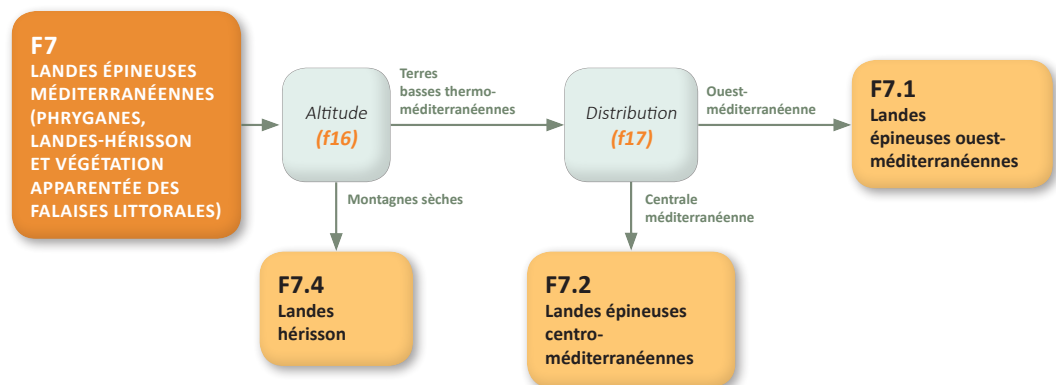 F7
LANDES ÉPINEUSES
MÉDITERRANÉENNES
(PHRYGANES,
LANDES-HÉRISSON
ET VÉGÉTATION
APPARENTÉE DES
FALAISES LITTORALES)
Altitude
(f16)
Terres
basses thermo-
méditerranéennes
Montagnes sèches
F7.4
Landes
hérisson
Distribution
(f17)
Ouest-
méditerranéenne
Centrale
méditerranéenne
F7.1
Landes
épineuses ouest-
méditerranéennes
F7.2
Landes épineuses
centro-
méditerranéennes